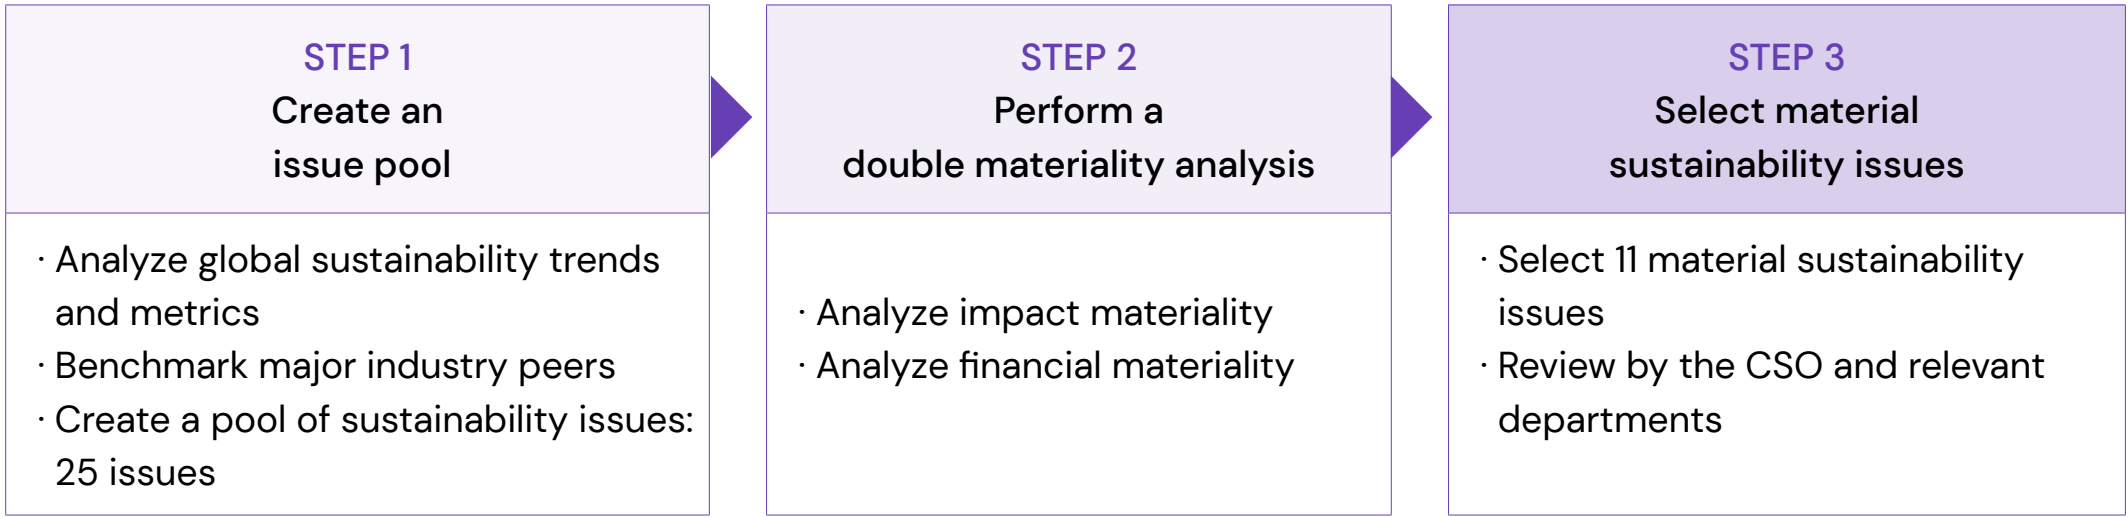 STEP 1
Create an
issue pool
· Analyze global sustainability trends
and metrics
· Benchmark major industry peers
· Create a pool of sustainability issues:
25 issues
STEP 2
Perform a
double materiality analysis
· Analyze impact materiality
· Analyze financial materiality
STEP 3
Select material
sustainability issues
· Select 11 material sustainability
issues
· Review by the CSO and relevant
departments